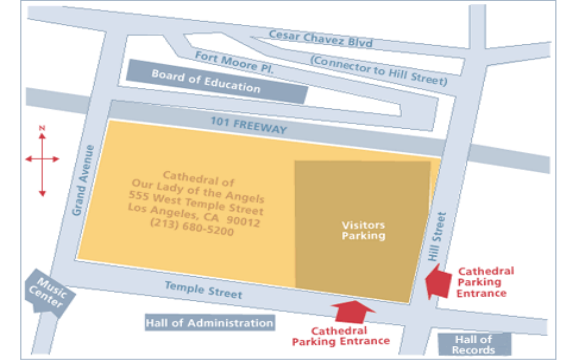 Cesar Chavez Blvd
(Connector to Hill Street)
Fort Moore Pl.
Board of Education
101 FREEWAY
N
Grand Avenue
Cathedral of
Our Lady of the Angels
555 West Temple Street
Los Angeles, CA 90012
(213) 680-5200
Visitors
Parking
Hill Street
Cathedral
Parking
Entrance
Music
Center
Temple Street
Hall of Administration
Cathedral
Parking Entrance
Hall of
Records